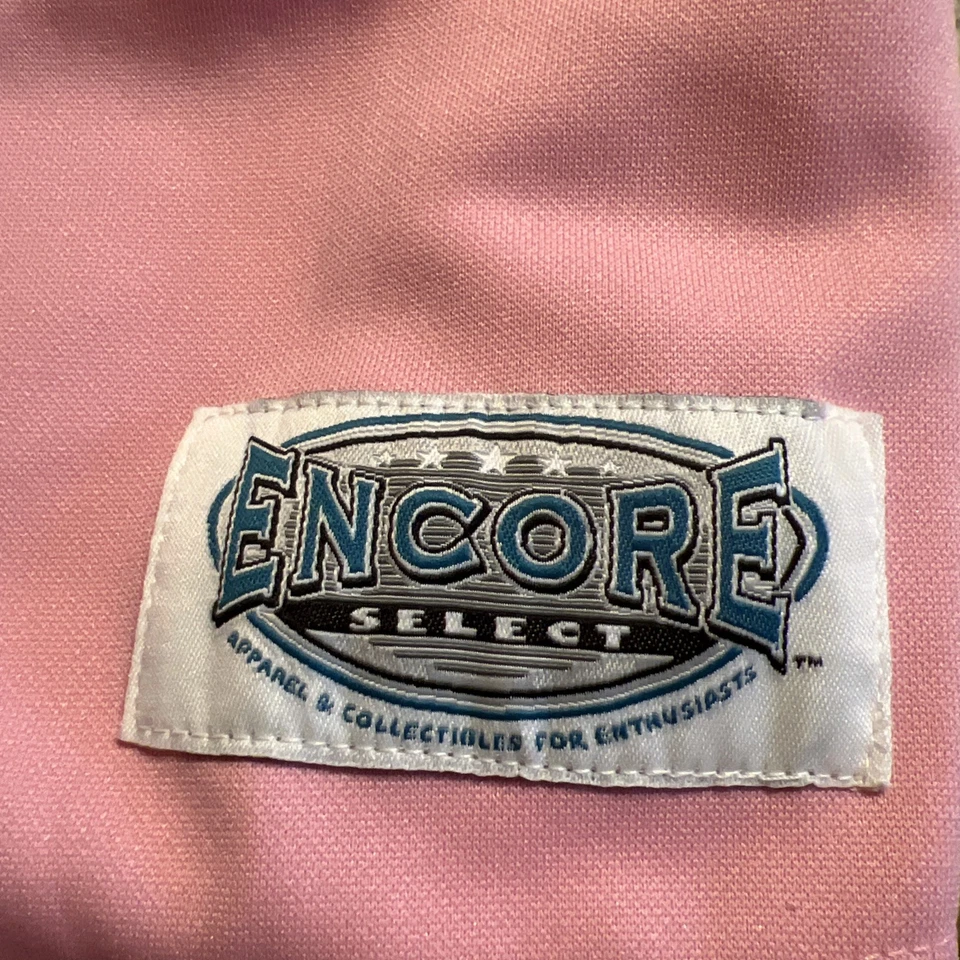 ENCORE
SELECT
TM
APPAREL & COLLECTIBLES FOR ENTHUSIASTS